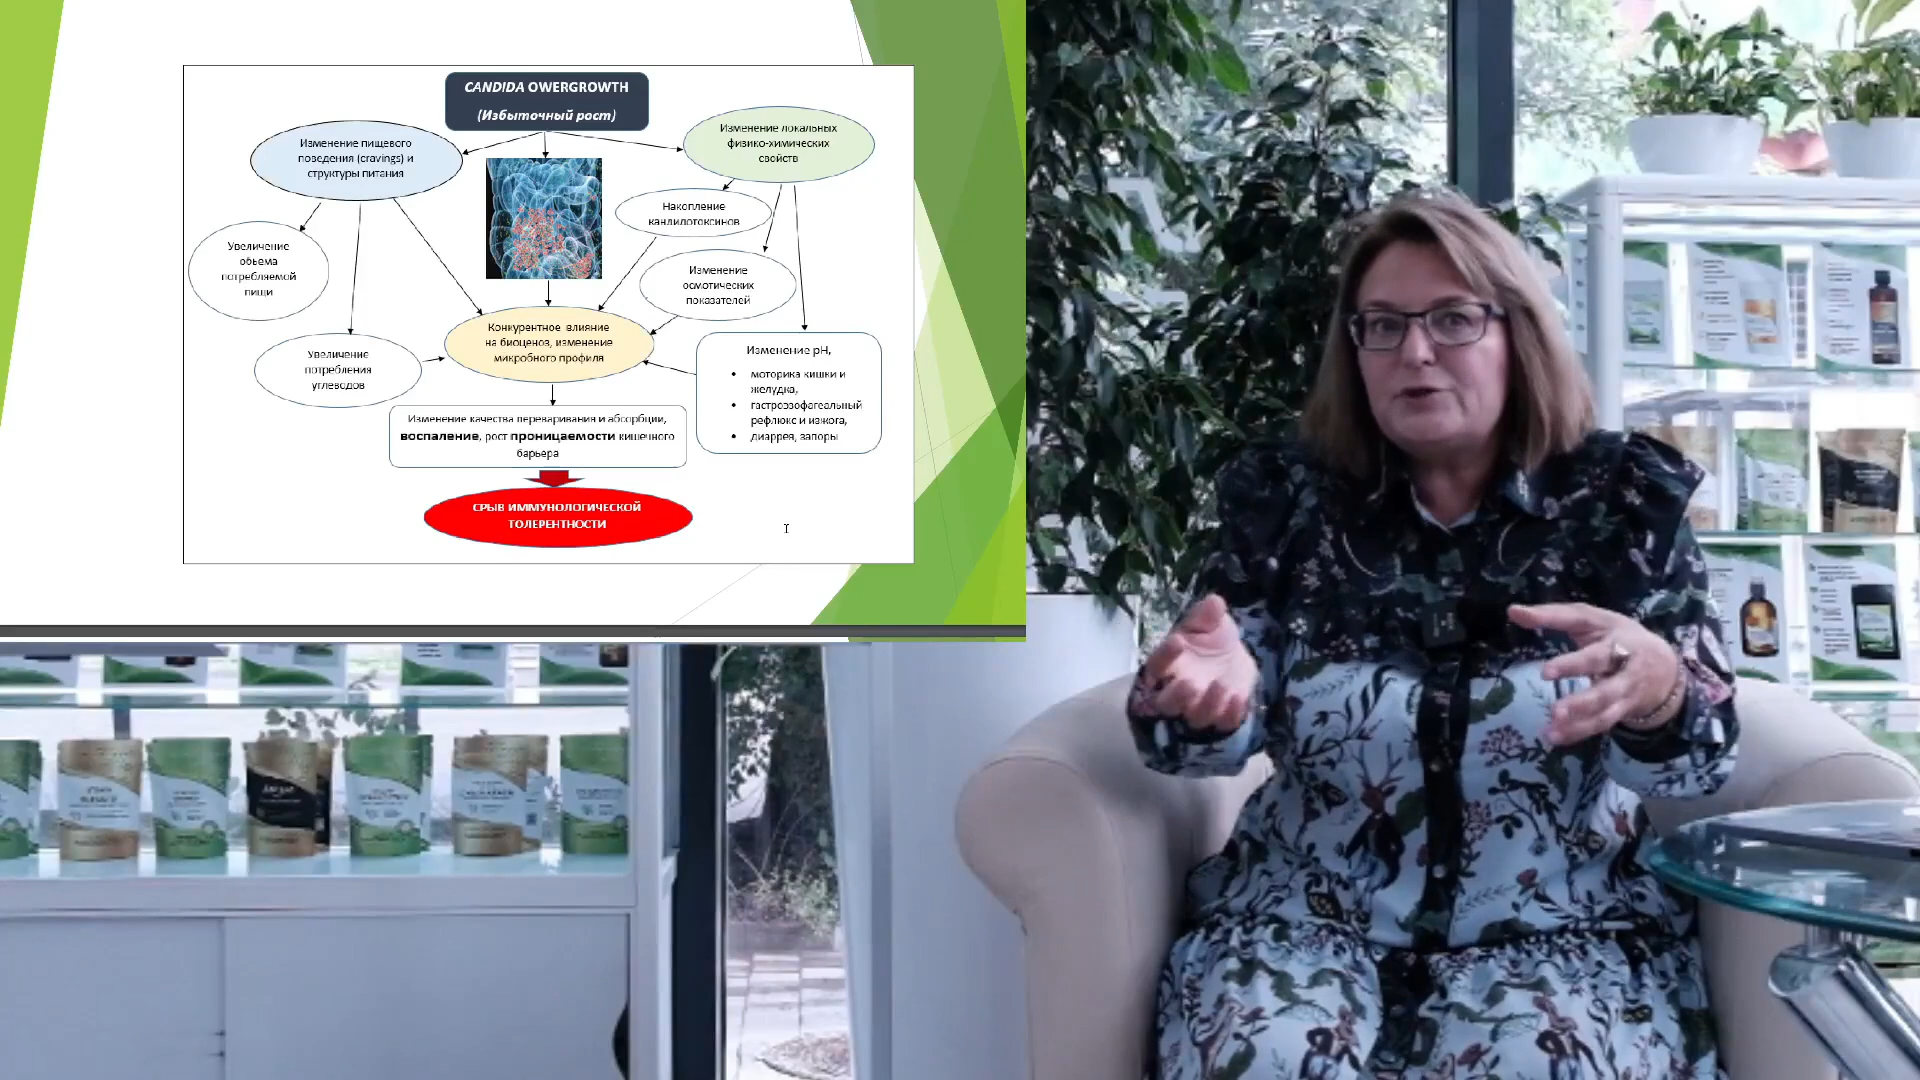 CANDIDA OWERGROWTH
(Избыточный рост)
Изменение пищевого
поведения (cravings) и
структуры питания
Изменение локальных
физико-химических
свойств
Накопление
кандидотоксинов
Увеличение
объема
потребляемой
пищи
Изменение
осмотических
показателей
Конкурентное влияние
на биоценоз, изменение
микробного профиля
Увеличение
потребления
углеводов
Изменение pH,
• моторика кишки и
желудка,
• гастроэзофагеальный
рефлюкс и изжога,
• диаррея, запоры
Изменение качества переваривания и абсорбции,
воспаление, рост проницаемости кишечного
барьера
СРЫВ ИММУНОЛОГИЧЕСКОЙ
ТОЛЕРЕНТНОСТИ